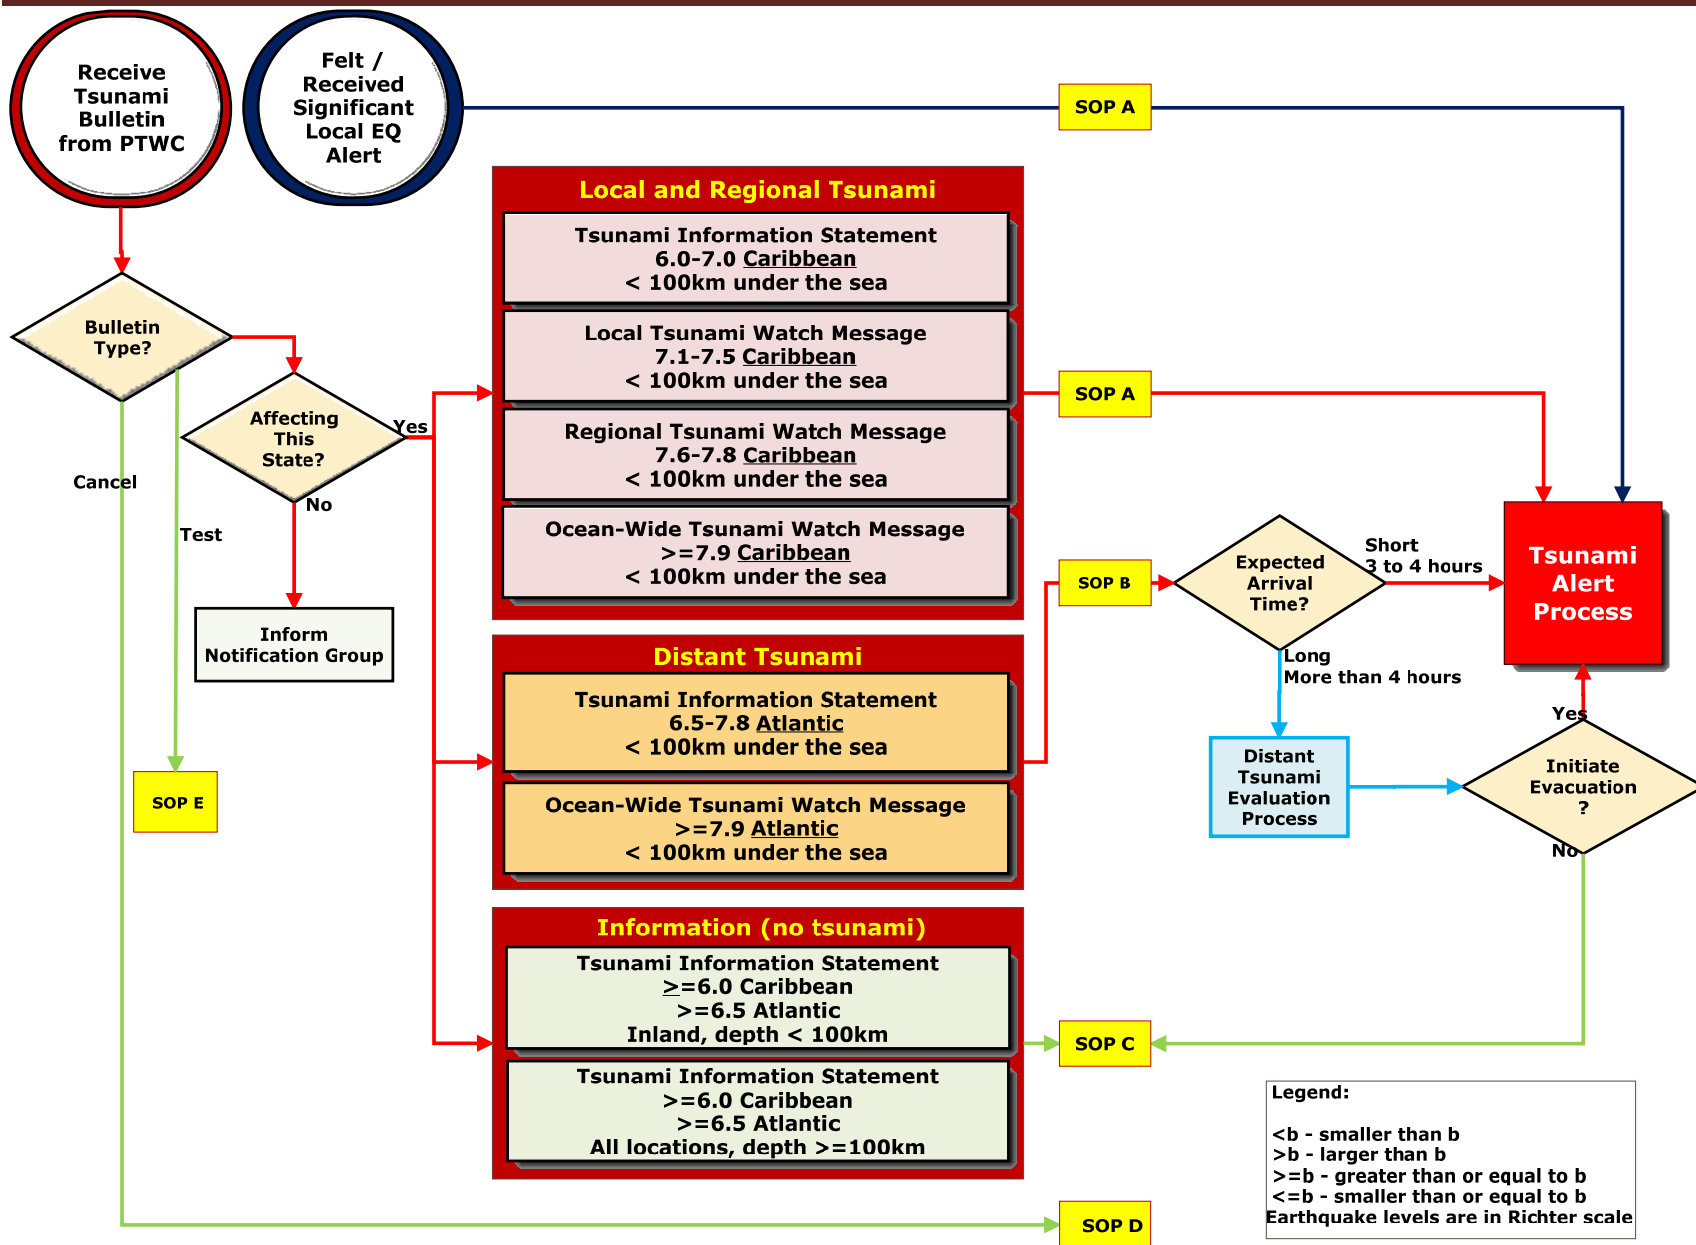 Receive
Tsunami
Bulletin
from PTWC
Felt /
Received
Significant
Local EQ
Alert
SOP A
Local and Regional Tsunami
Tsunami Information Statement
6.0-7.0 Caribbean
< 100km under the sea
Local Tsunami Watch Message
7.1-7.5 Caribbean
< 100km under the sea
Regional Tsunami Watch Message
7.6-7.8 Caribbean
< 100km under the sea
Ocean-Wide Tsunami Watch Message
>=7.9 Caribbean
< 100km under the sea
Bulletin
Type?
Affecting
This
State?
Yes
No
Cancel
Test
Inform
Notification Group
SOP E
SOP A
SOP B
Expected
Arrival
Time?
Short
3 to 4 hours
Long
More than 4 hours
Tsunami
Alert
Process
Distant Tsunami
Tsunami Information Statement
6.5-7.8 Atlantic
< 100km under the sea
Ocean-Wide Tsunami Watch Message
>=7.9 Atlantic
< 100km under the sea
Distant
Tsunami
Evaluation
Process
Yes
Initiate
Evacuation
?
No
Information (no tsunami)
Tsunami Information Statement
>=6.0 Caribbean
>=6.5 Atlantic
Inland, depth < 100km
Tsunami Information Statement
>=6.0 Caribbean
>=6.5 Atlantic
All locations, depth >=100km
SOP C
SOP D
Legend:
<b - smaller than b
>b - larger than b
>=b - greater than or equal to b
<=b - smaller than or equal to b
Earthquake levels are in Richter scale